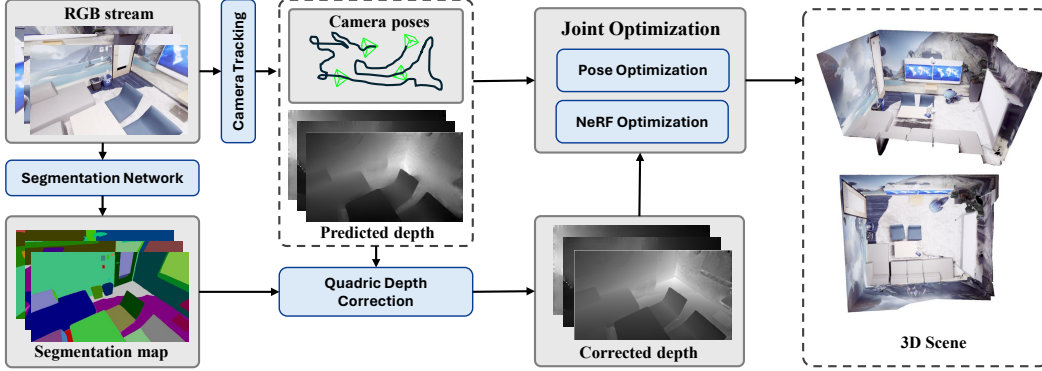 RGB stream
Camera Tracking
Camera poses
Joint Optimization
Pose Optimization
NeRF Optimization
Segmentation Network
Predicted depth
Quadric Depth
Correction
Segmentation map
Corrected depth
3D Scene